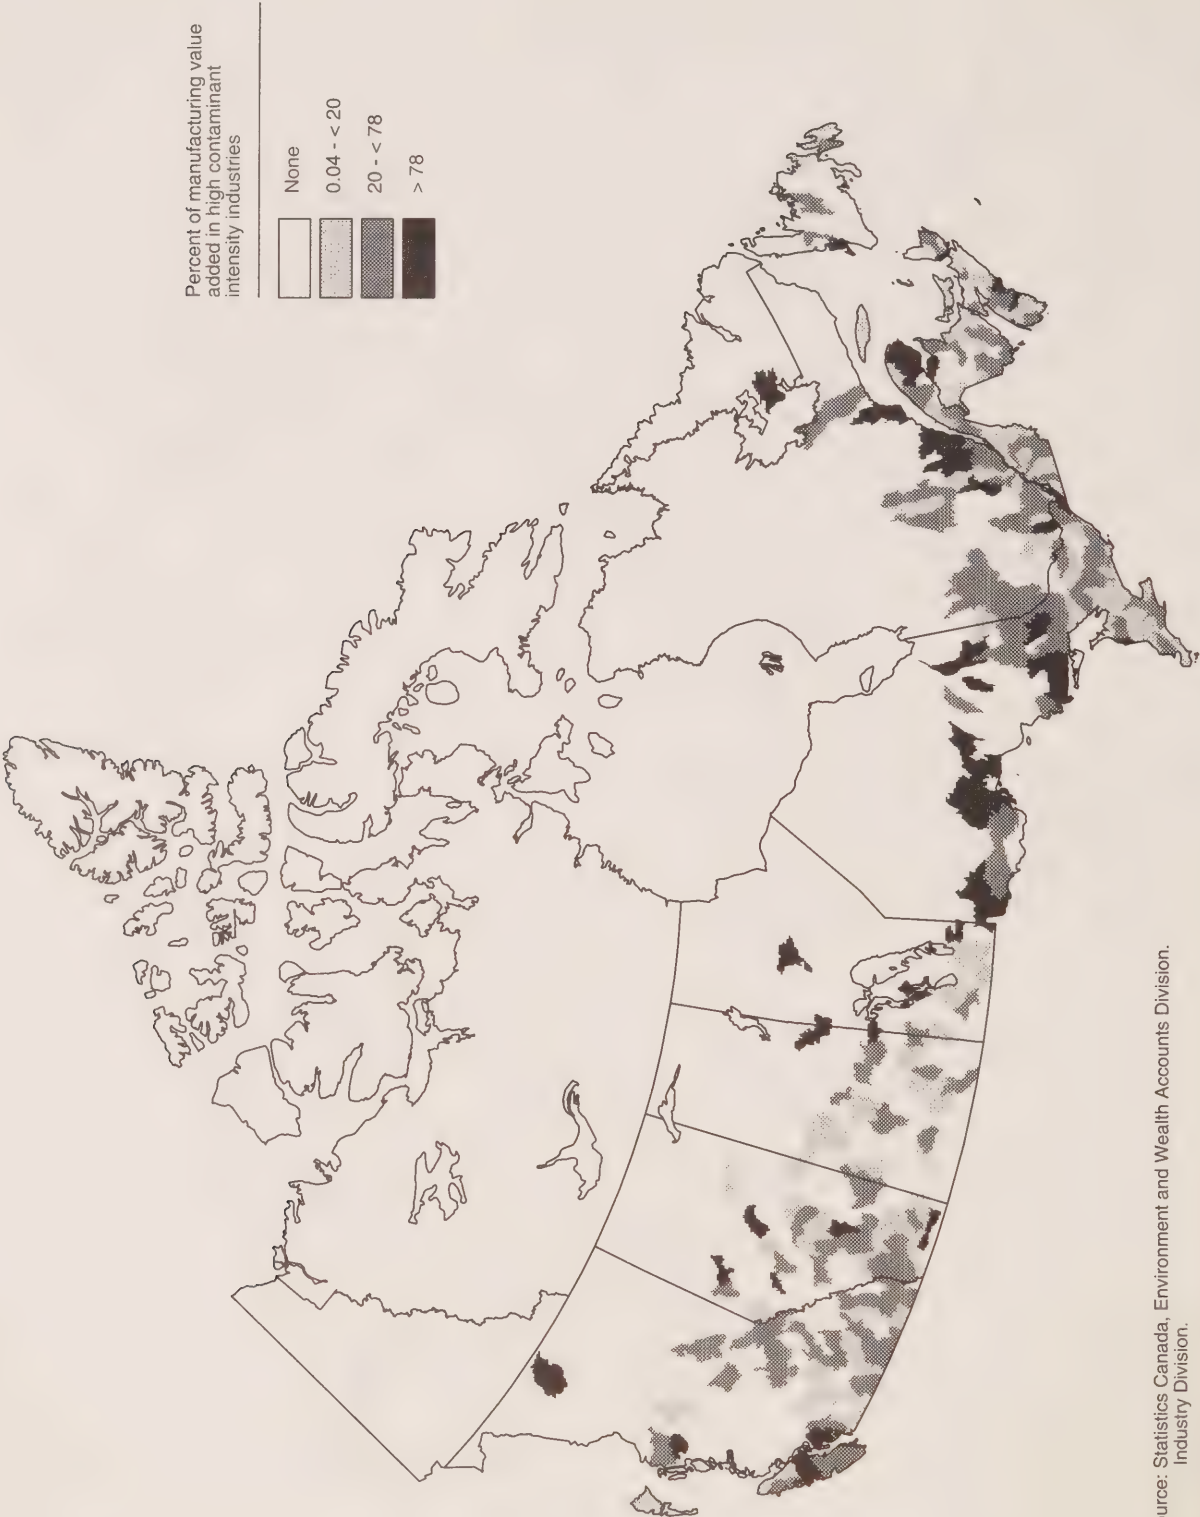 Percent of manufacturing value
added in high contaminant
intensity industries
None
0.04 - < 20
20 - < 78
> 78
urce: Statistics Canada, Environment and Wealth Accounts Division.
Industry Division.